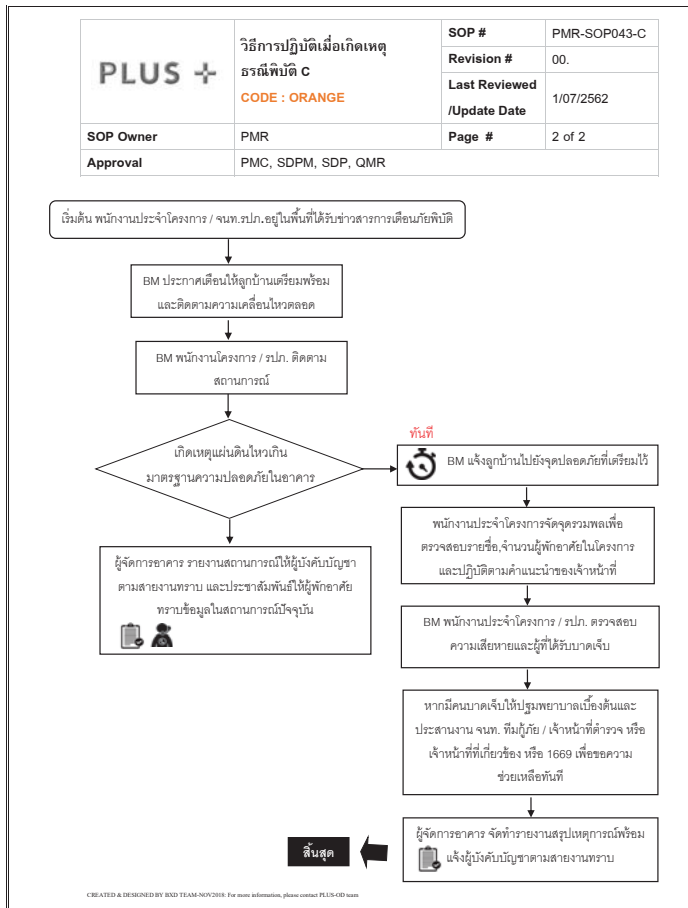 PLUS +
วิธีการปฏิบัติเมื่อเกิดเหตุ
ธรณีพิบัติ C
CODE : ORANGE
SOP # PMR-SOP043-C
Revision # 00.
Last Reviewed
/Update Date
1/07/2562
SOP Owner PMR Page # 2 of 2
Approval PMC, SDPM, SDP, QMR
เริ่มต้น พนักงานประจำโครงการ / จนท.รปภ.อยู่ในพื้นที่ได้รับข่าวสารการเตือนภัยพิบัติ
BM ประกาศเตือนให้ลูกบ้านเตรียมพร้อม
และติดตามความเคลื่อนไหวตลอด
BM พนักงานโครงการ / รปภ. ติดตาม
สถานการณ์
เกิดเหตุแผ่นดินไหวเกิน
มาตรฐานความปลอดภัยในอาคาร
ผู้จัดการอาคาร รายงานสถานการณ์ให้ผู้บังคับบัญชา
ตามสายงานทราบ และประชาสัมพันธ์ให้ผู้พักอาศัย
ทราบข้อมูลในสถานการณ์ปัจจุบัน
ทันที
BM แจ้งลูกบ้านไปยังจุดปลอดภัยที่เตรียมไว้
พนักงานประจำโครงการจัดจุดรวมพลเพื่อ
ตรวจสอบรายชื่อ,จำนวนผู้พักอาศัยในโครงการ
และปฏิบัติตามคำแนะนำของเจ้าหน้าที่
BM พนักงานประจำโครงการ / รปภ. ตรวจสอบ
ความเสียหายและผู้ที่ได้รับบาดเจ็บ
หากมีคนบาดเจ็บให้ปฐมพยาบาลเบื้องต้นและ
ประสานงาน จนท. ทีมกู้ภัย / เจ้าหน้าที่ตำรวจ หรือ
เจ้าหน้าที่ที่เกี่ยวข้อง หรือ 1669 เพื่อขอความ
ช่วยเหลือทันที
ผู้จัดการอาคาร จัดทำรายงานสรุปเหตุการณ์พร้อม
แจ้งผู้บังคับบัญชาตามสายงานทราบ
สิ้นสุด
CREATED & DESIGNED BY BXD TEAM-NOV2018: For more information, please contact PLUS-OD team